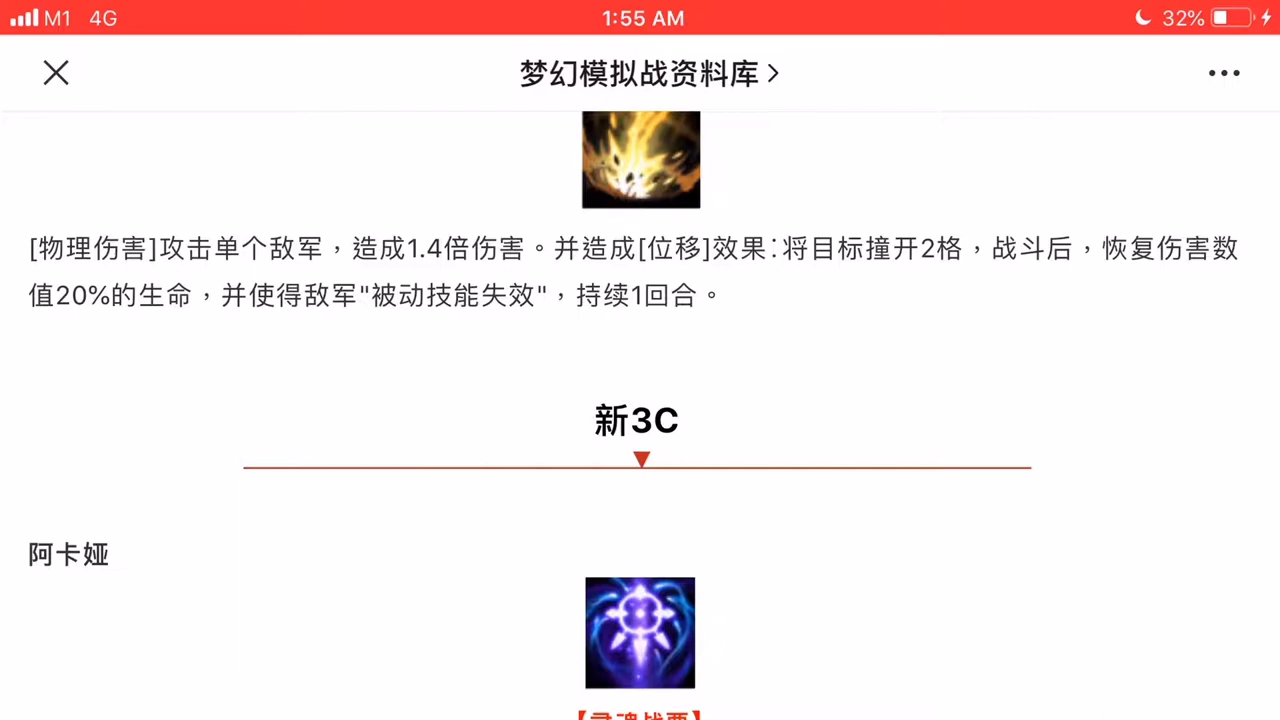 M1 4G 1:55 AM 32%
梦幻模拟战资料库
[物理伤害]攻击单个敌军，造成1.4倍伤害。并造成[位移]效果:将目标撞开2格，战斗后，恢复伤害数
值20%的生命，并使得敌军"被动技能失效"，持续1回合。
新3C
阿卡娅